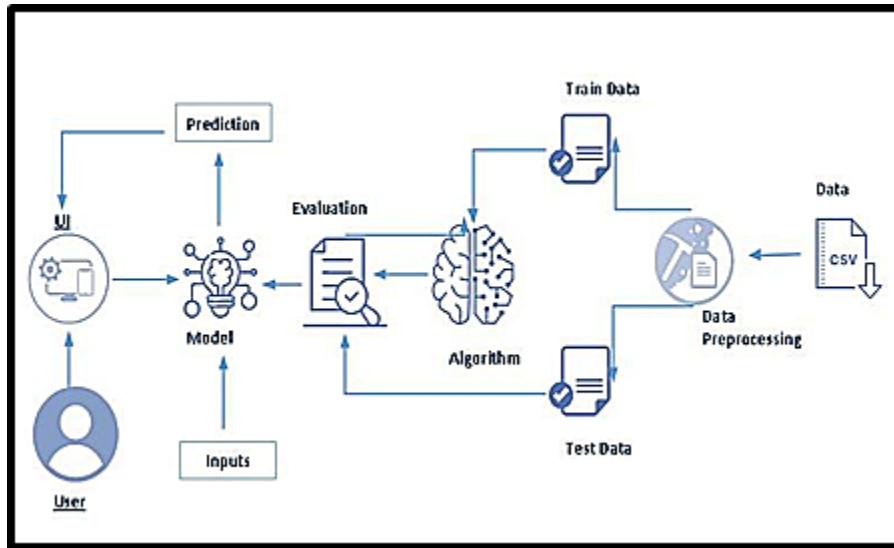 Train Data
Prediction
Data
UI
Evaluation
CSV
Model
Algorithm
Data
Preprocessing
Inputs
Test Data
User